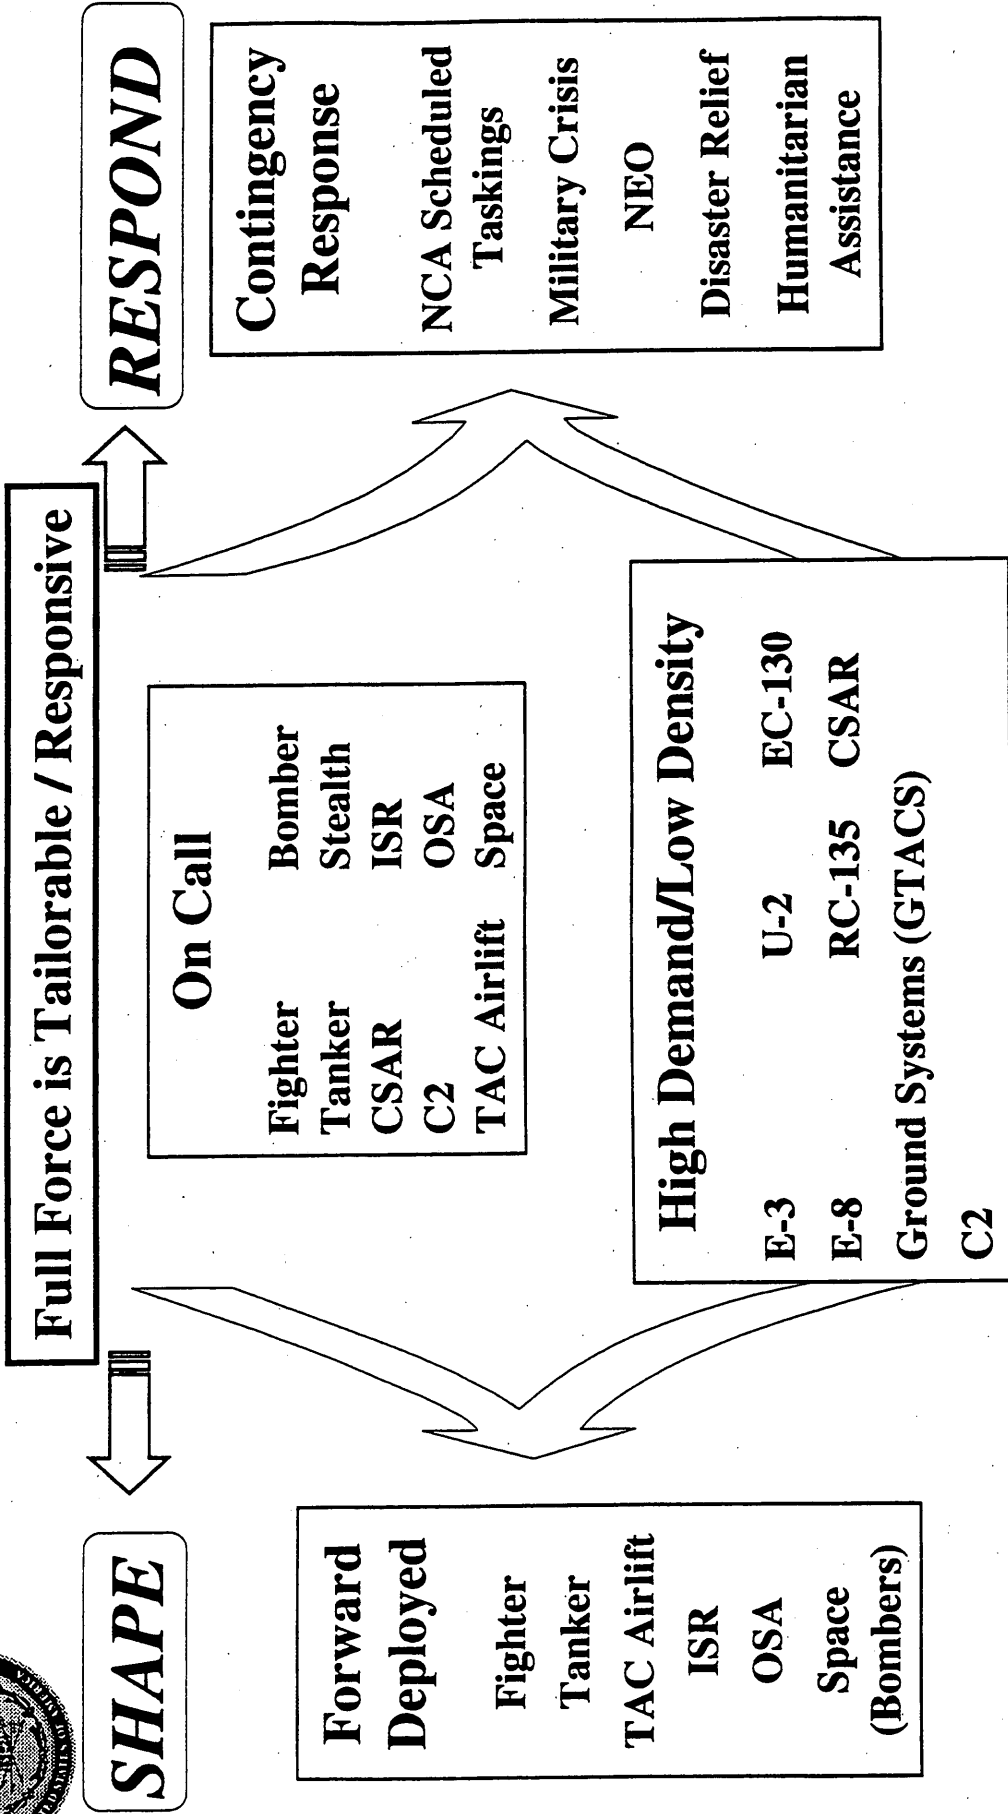 Full Force is Tailorable / Responsive
SHAPE
RESPOND
Forward
Deployed
Fighter
Tanker
TAC Airlift
ISR
OSA
Space
(Bombers)
On Call
Fighter Bomber
Tanker Stealth
CSAR ISR
C2 OSA
TAC Airlift Space
High Demand/Low Density
E-3 U-2 EC-130
E-8 RC-135 CSAR
Ground Systems (GTACS)
C2
Contingency
Response
NCA Scheduled
Taskings
Military Crisis
NEO
Disaster Relief
Humanitarian
Assistance